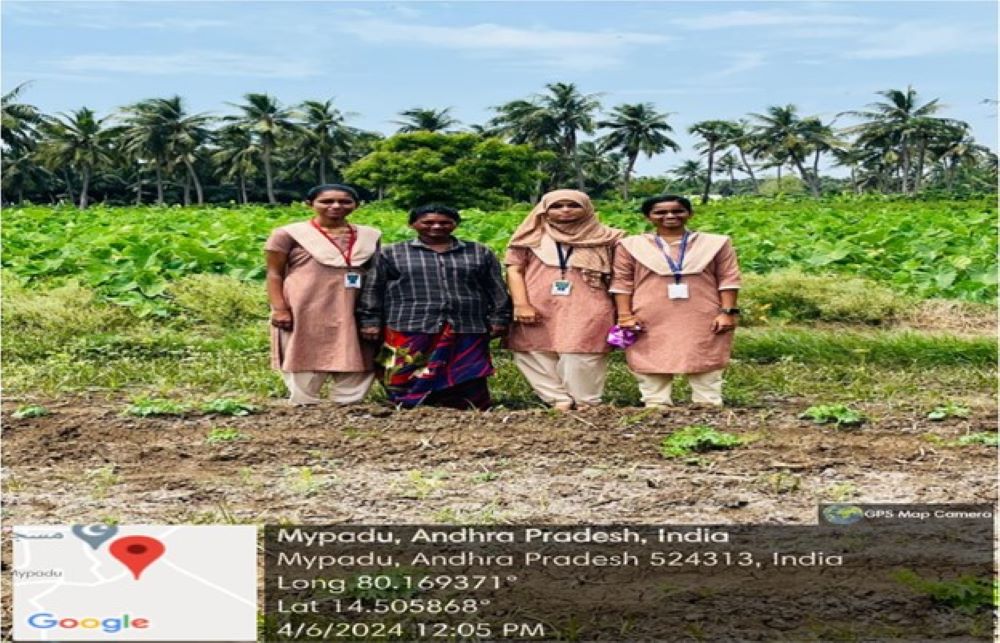 GPS Map Camera
مسجد
Mypadu
Google
Mypadu, Andhra Pradesh, India
Mypadu, Andhra Pradesh 524313, India
Long 80.169371°
Lat 14.505868°
4/6/2024 12:05 PM